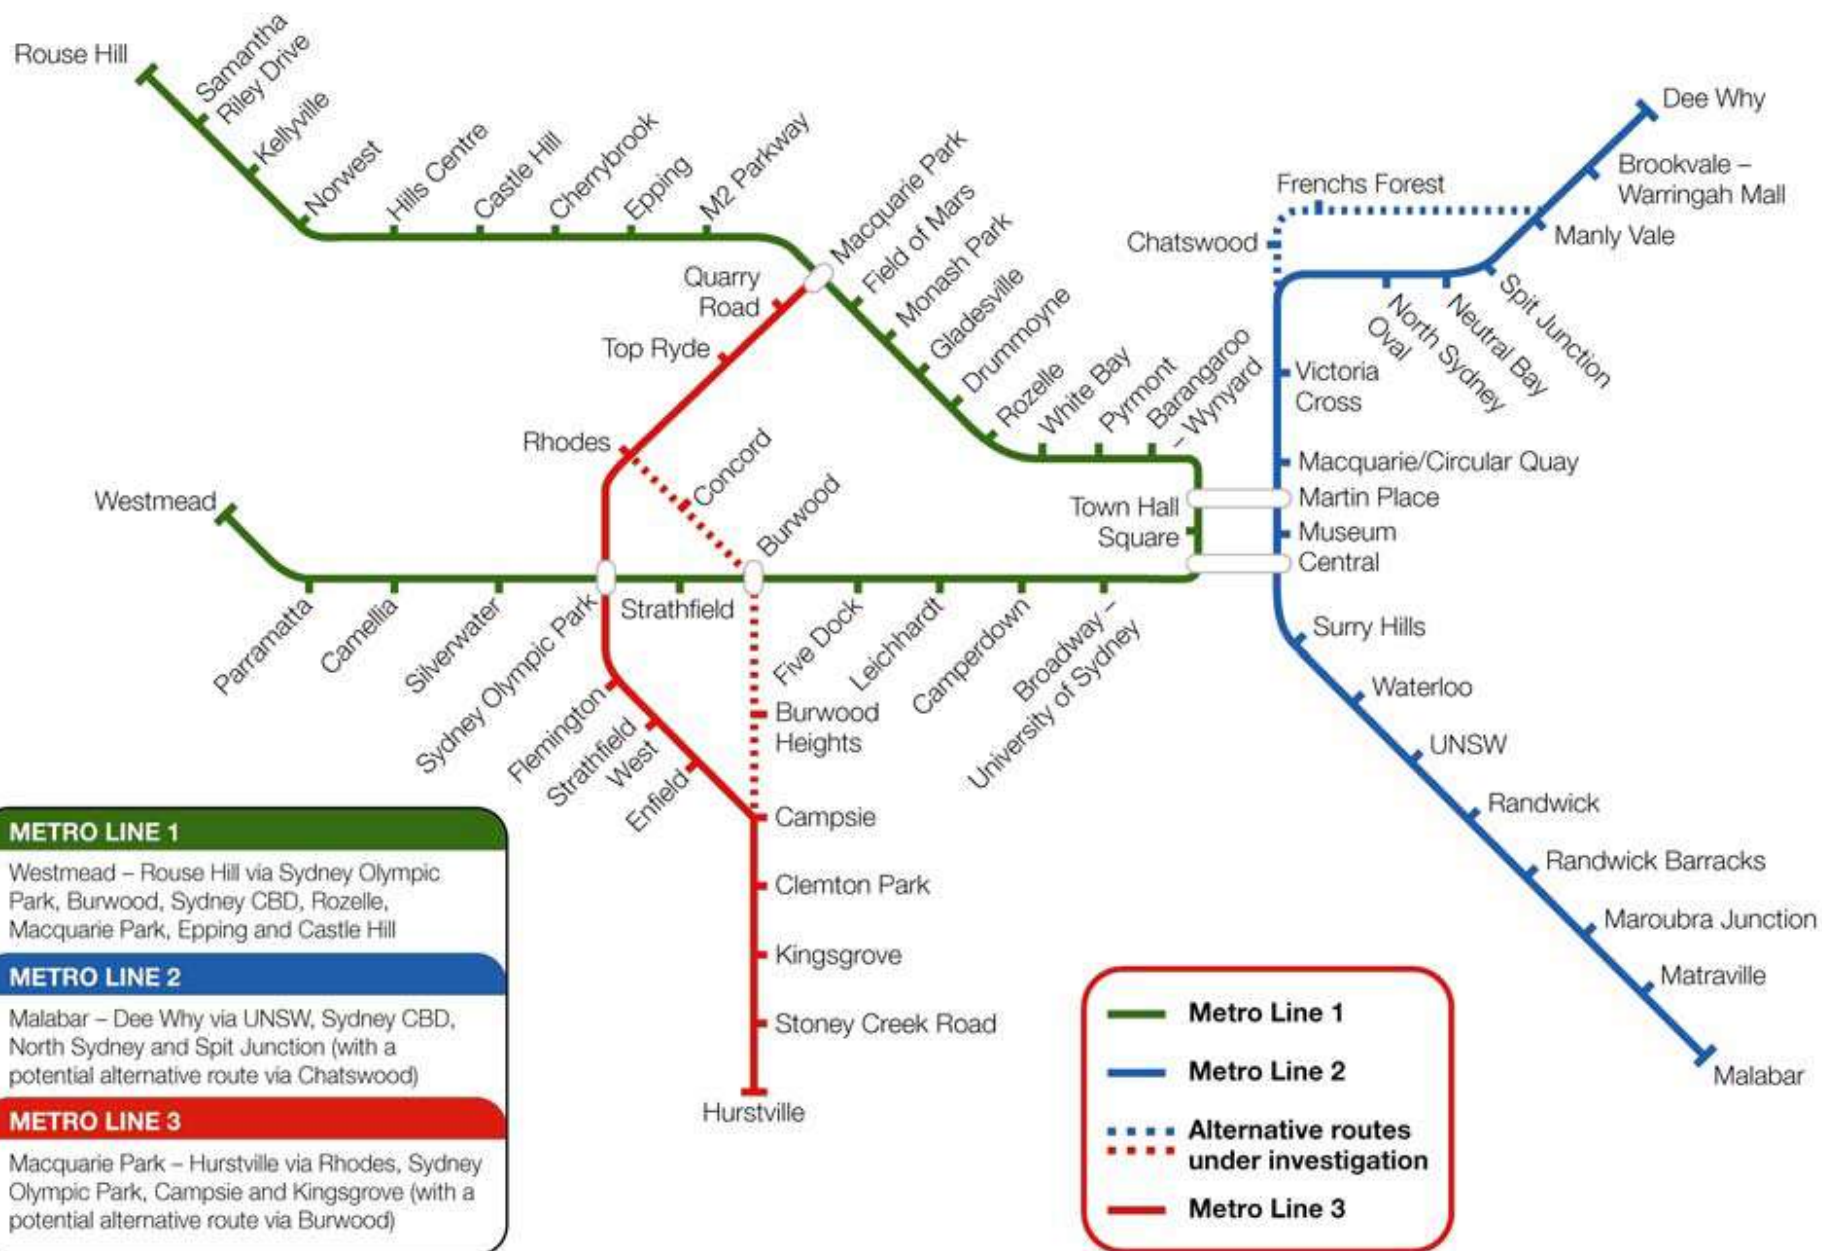 Rouse Hill
Samantha
Riley Drive
Kellyville
Norwest
Hills Centre
Castle Hill
Cherrybrook
Epping
M2 Parkway
Macquarie Park
Field of Mars
Monash Park
Gladesville
Drummoyne
Rozelle
White Bay
Pyrmont
Barangaroo
– Wynyard
Quarry
Road
Top Ryde
Rhodes
Concord
Burwood
Westmead
Parramatta
Camellia
Silverwater
Sydney Olympic Park
Strathfield
Five Dock
Leichhardt
Camperdown
Broadway –
University of Sydney
Town Hall
Square
Flemington
Strathfield
West
Enfield
Burwood
Heights
Campsie
Clemton Park
Kingsgrove
Stoney Creek Road
Hurstville
Dee Why
Brookvale –
Warringah Mall
Frenchs Forest
Chatswood
Manly Vale
Spit Junction
Neutral Bay
North Sydney
Oval
Victoria
Cross
Macquarie/Circular Quay
Martin Place
Museum
Central
Surry Hills
Waterloo
UNSW
Randwick
Randwick Barracks
Maroubra Junction
Matraville
Malabar
METRO LINE 1
Westmead – Rouse Hill via Sydney Olympic
Park, Burwood, Sydney CBD, Rozelle,
Macquarie Park, Epping and Castle Hill
METRO LINE 2
Malabar – Dee Why via UNSW, Sydney CBD,
North Sydney and Spit Junction (with a
potential alternative route via Chatswood)
METRO LINE 3
Macquarie Park – Hurstville via Rhodes, Sydney
Olympic Park, Campsie and Kingsgrove (with a
potential alternative route via Burwood)
Metro Line 1
Metro Line 2
Alternative routes
under investigation
Metro Line 3